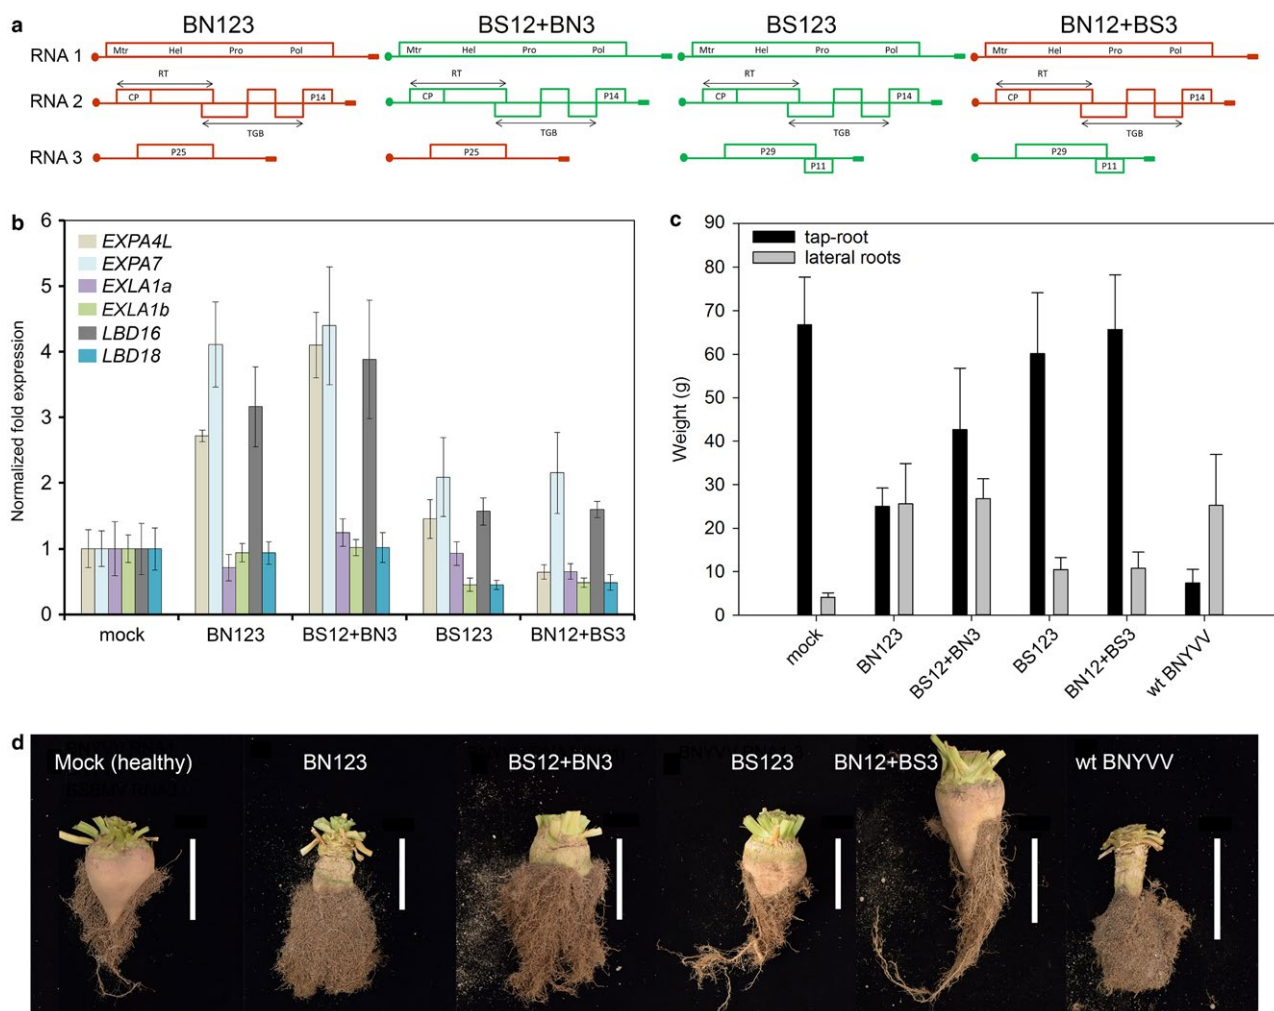 a
BN123
BS12+BN3
BS123
BN12+BS3
RNA 1
Mtr Hel Pro Pol
Mtr Hel Pro Pol
Mtr Hel Pro Pol
Mtr Hel Pro Pol
RT
RT
RT
RT
RNA 2
CP P14
CP P14
CP P14
CP P14
TGB
TGB
TGB
TGB
RNA 3
P25
P25
P29
P11
P29
P11
b
Normalized fold expression
6
5
4
3
2
1
0
EXPA4L
EXPA7
EXLA1a
EXLA1b
LBD16
LBD18
mock BN123 BS12+BN3 BS123 BN12+BS3
c
Weight (g)
90
80
70
60
50
40
30
20
10
0
tap-root
lateral roots
mock
BN123
BS12+BN3
BS123
BN12+BS3
wt BNYVV
d
Mock (healthy)
BN123
BS12+BN3
BS123
BN12+BS3
wt BNYVV